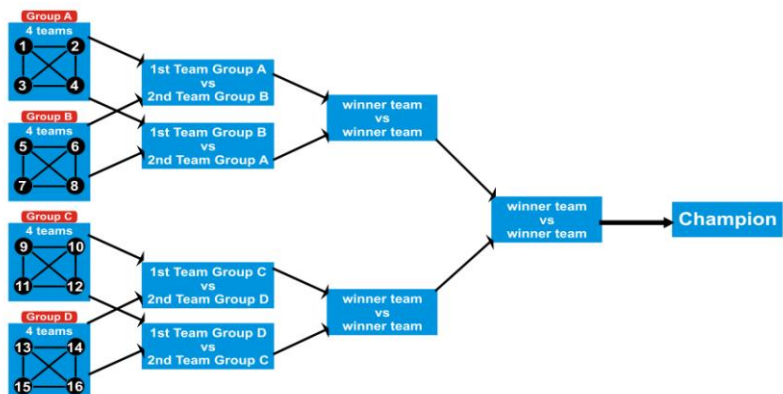 Group A
4 teams
1 2
3 4
Group B
4 teams
5 6
7 8
Group C
4 teams
9 10
11 12
Group D
4 teams
13 14
15 16
1st Team Group A
vs
2nd Team Group B
1st Team Group B
vs
2nd Team Group A
1st Team Group C
vs
2nd Team Group D
1st Team Group D
vs
2nd Team Group C
winner team
vs
winner team
winner team
vs
winner team
winner team
vs
winner team
Champion